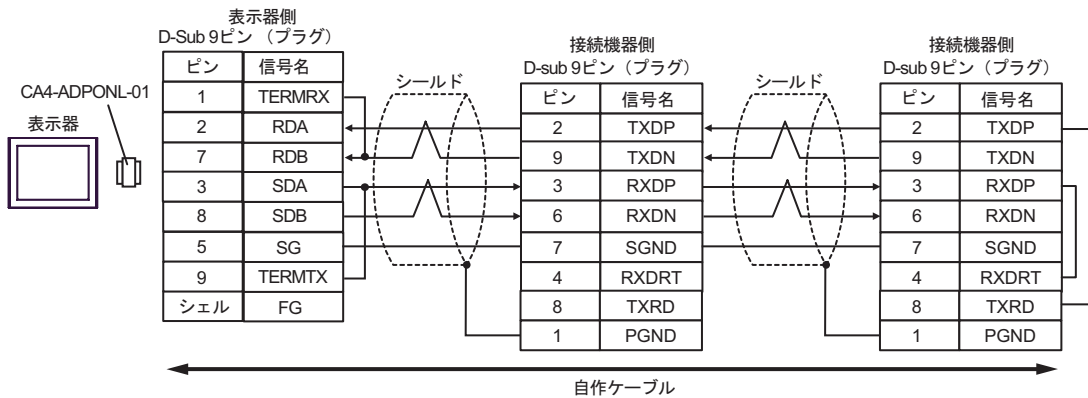 表示器側
D-Sub 9ピン（プラグ）
ピン 信号名
1 TERMRX
2 RDA
7 RDB
3 SDA
8 SDB
5 SG
9 TERMTX
シェル FG
CA4-ADPONL-01
表示器
シールド
接続機器側
D-sub 9ピン（プラグ）
ピン 信号名
2 TXDP
9 TXDN
3 RXDP
6 RXDN
7 SGND
4 RXDRT
8 TXRD
1 PGND
シールド
接続機器側
D-sub 9ピン（プラグ）
ピン 信号名
2 TXDP
9 TXDN
3 RXDP
6 RXDN
7 SGND
4 RXDRT
8 TXRD
1 PGND
自作ケーブル